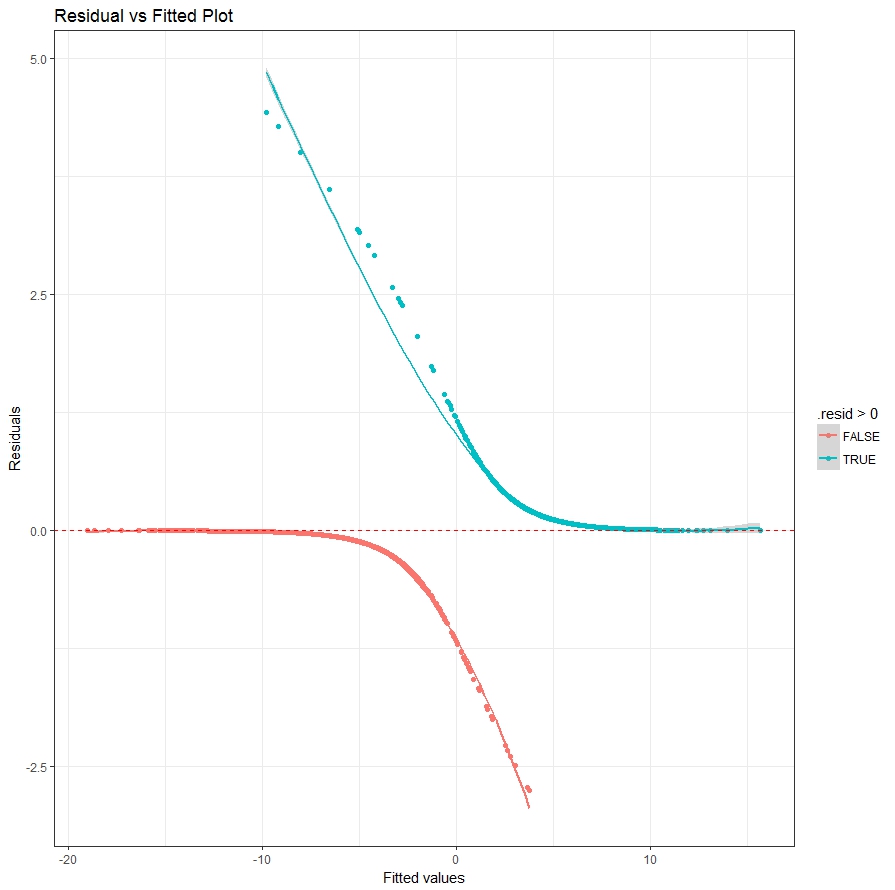 Residual vs Fitted Plot
5.0
2.5
0.0
-2.5
Residuals
-20
-10
0
10
Fitted values
.resid > 0
FALSE
TRUE